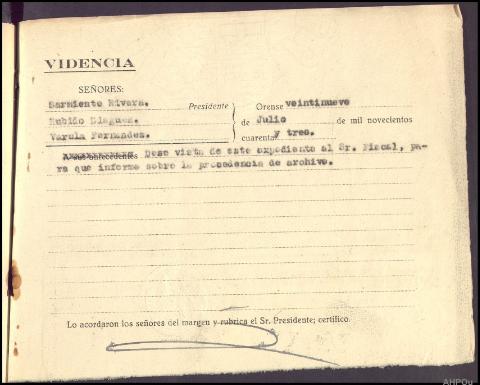 VIDENCIA
SEÑORES:
Sarmiento Rivera. Presidente
Rubido Diaguez.
Varela Fernandes.
Orense veintinueve
de Julio de mil novecientos
cuarenta y tres.
antecedentes Dese vista de este expediente al Sr. Fiscal, pa-
ra que informe sobre la procedencia de archivo.
Lo acordaron los señores del margen y rubrica el Sr. Presidente; certifico.
AHPOu